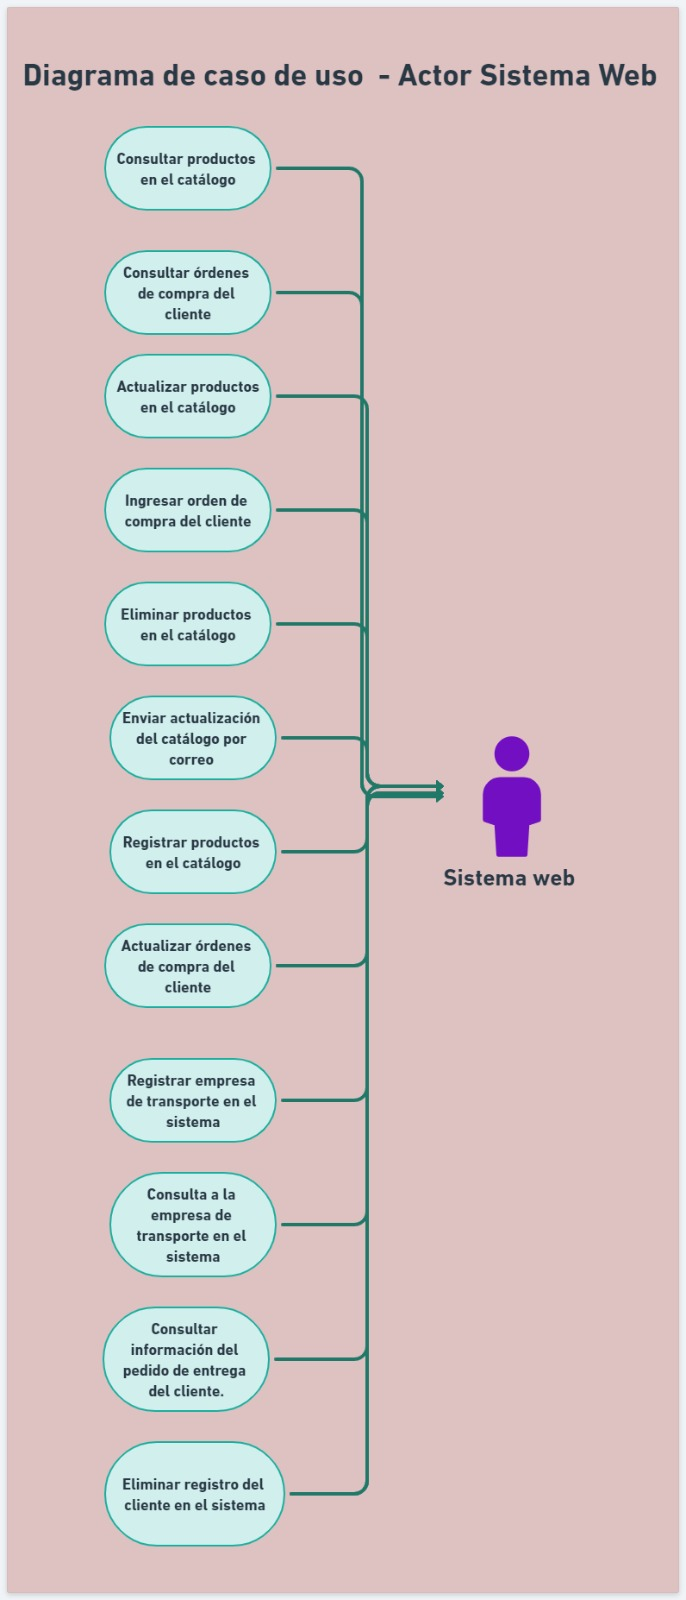 Diagrama de caso de uso - Actor Sistema Web
Consultar productos
en el catálogo
Consultar órdenes
de compra del
cliente
Actualizar productos
en el catálogo
Ingresar orden de
compra del cliente
Eliminar productos
en el catálogo
Enviar actualización
del catálogo por
correo
Registrar productos
en el catálogo
Sistema web
Actualizar órdenes
de compra del
cliente
Registrar empresa
de transporte en el
sistema
Consulta a la
empresa de
transporte en el
sistema
Consultar
información del
pedido de entrega
del cliente.
Eliminar registro del
cliente en el sistema